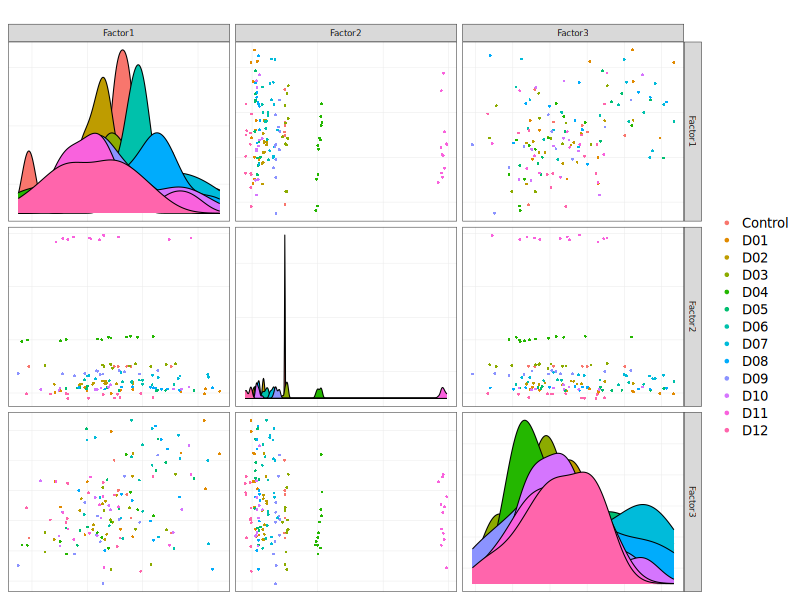 Factor1
Factor2
Factor3
Factor1
Factor2
Factor3
Control
D01
D02
D03
D04
D05
D06
D07
D08
D09
D10
D11
D12